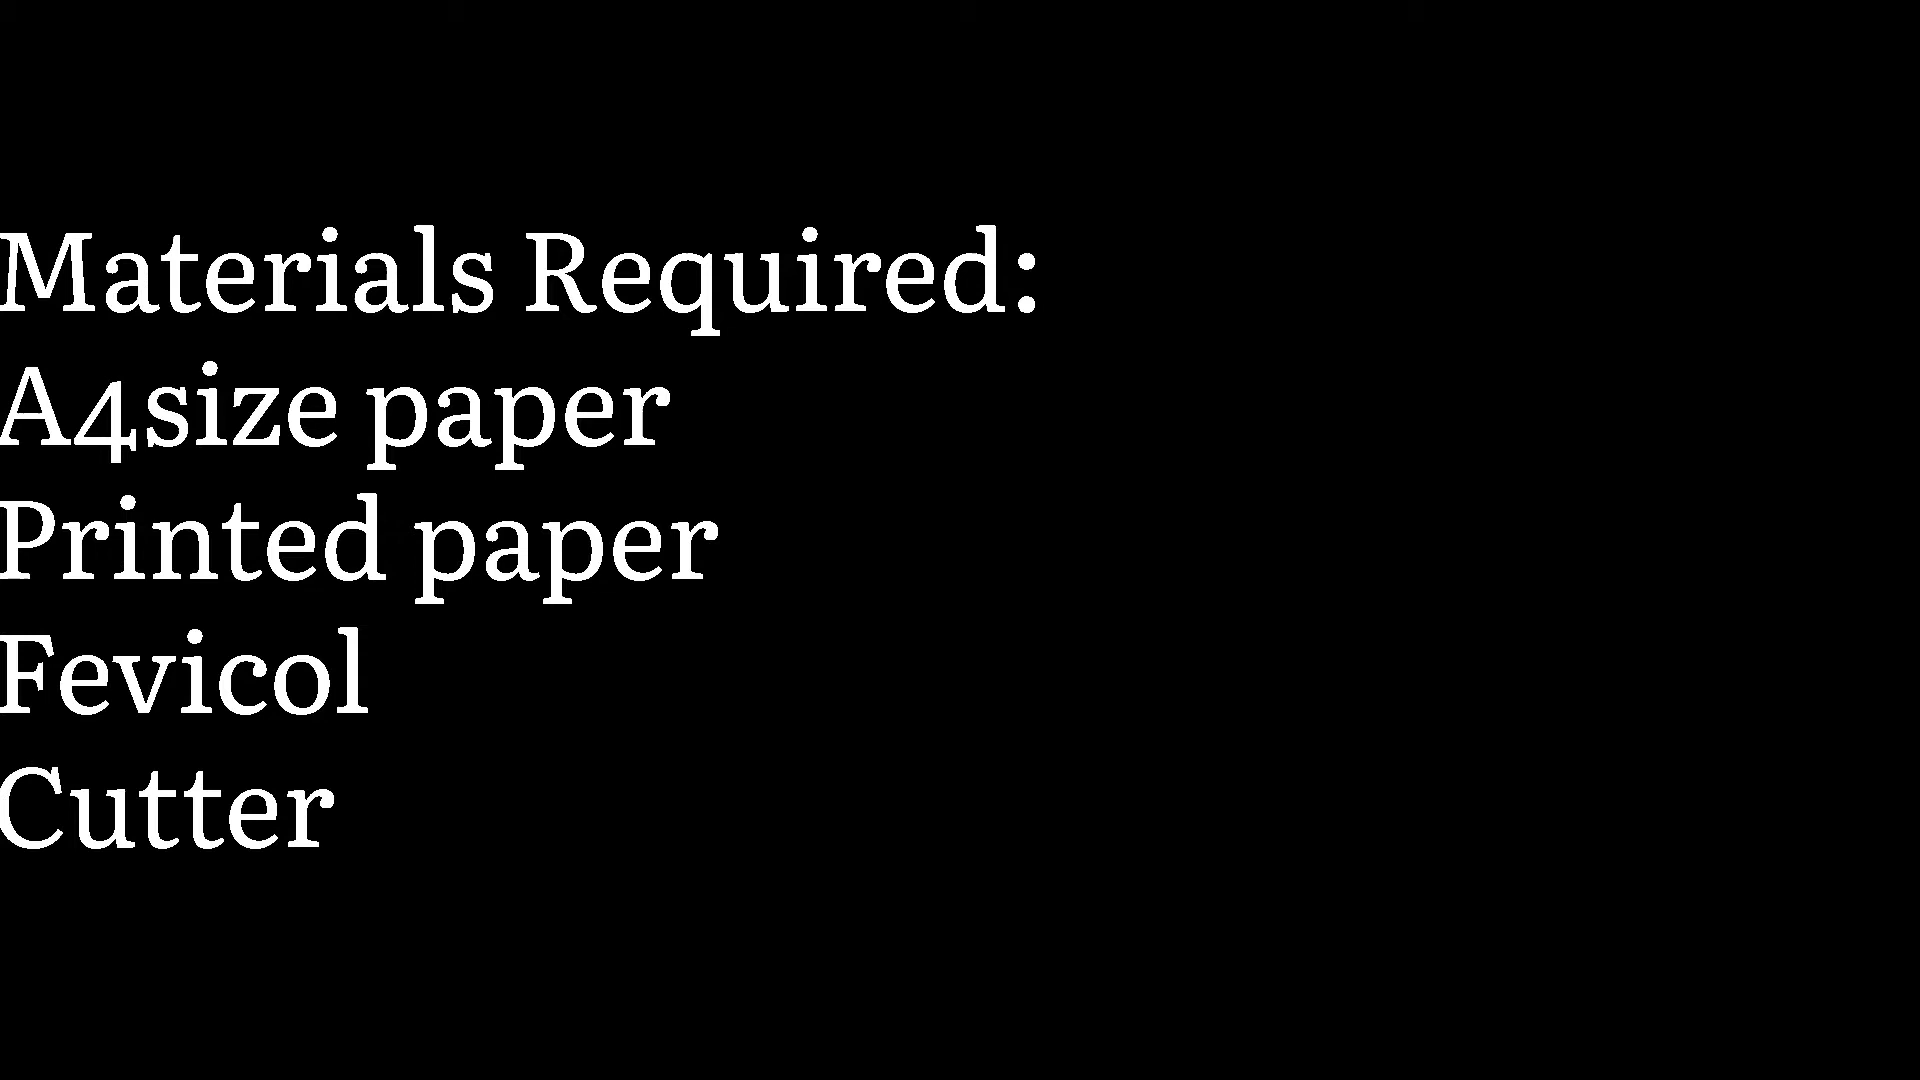 Materials Required:
A4size paper
Printed paper
Fevicol
Cutter